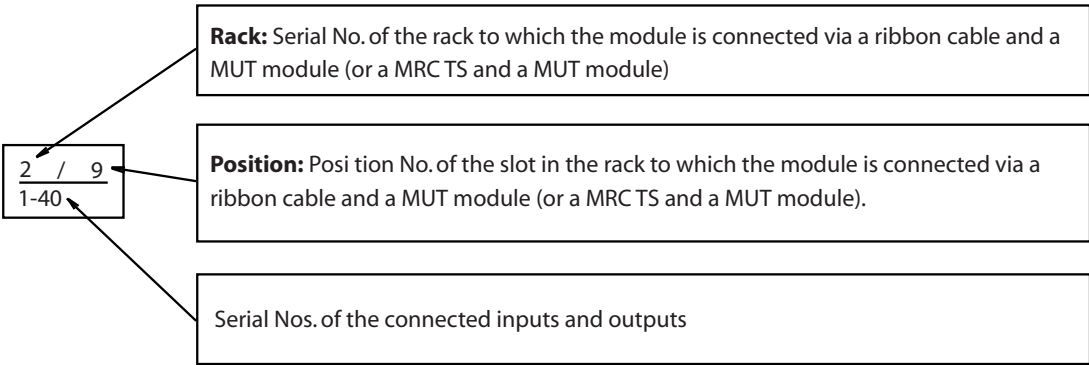 Rack: Serial No. of the rack to which the module is connected via a ribbon cable and a
MUT module (or a MRC TS and a MUT module)
2 / 9
1-40
Position: Posi tion No. of the slot in the rack to which the module is connected via a
ribbon cable and a MUT module (or a MRC TS and a MUT module).
Serial Nos. of the connected inputs and outputs